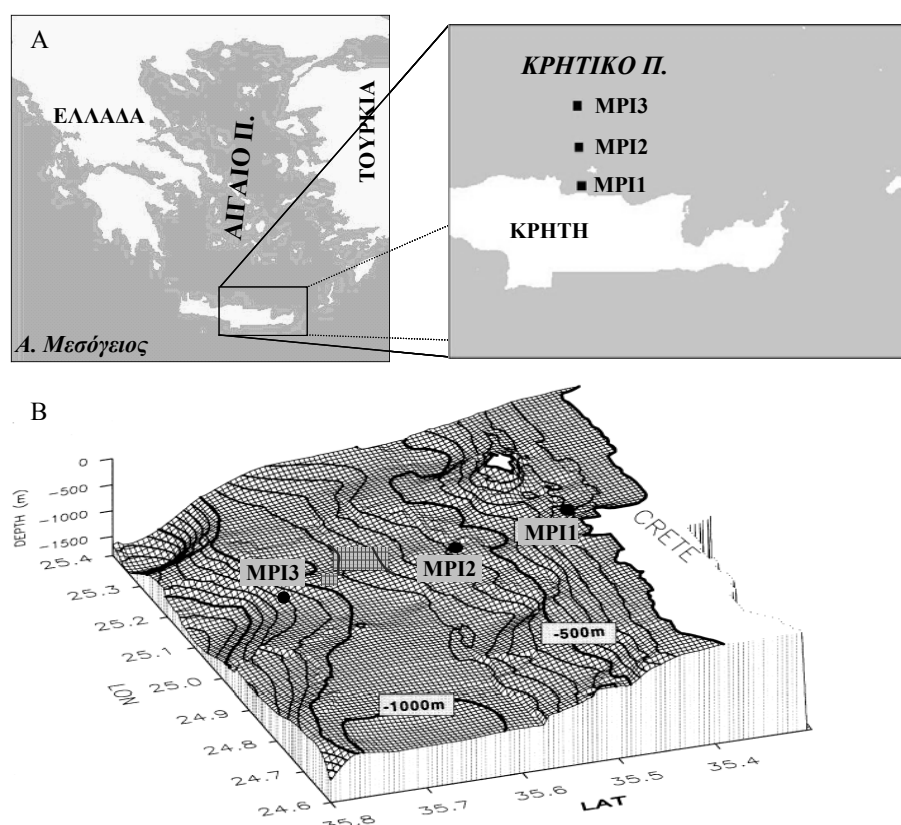 A
ΕΛΛΑΔΑ
ΑΙΓΑΙΟ Π.
ΤΟΥΡΚΙΑ
Α. Μεσόγειος
ΚΡΗΤΙΚΟ Π.
MPI3
MPI2
MPI1
ΚΡΗΤΗ
B
DEPTH (m)
0
-500
-1000
-1500
25.4
25.3
25.2
25.1
25.0
24.9
24.8
24.7
24.6
LON
MPI3
MPI2
MPI1
CRETE
-500m
-1000m
35.8
35.7
35.6
35.5
35.4
LAT